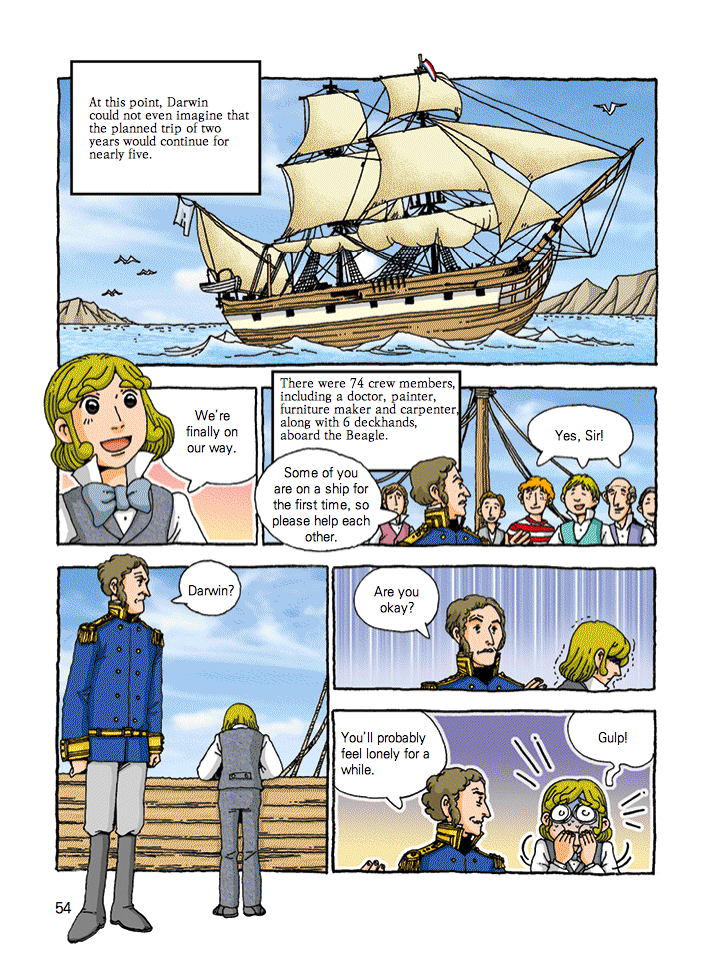 At this point, Darwin
could not even imagine that
the planned trip of two
years would continue for
nearly five.
We're
finally on
our way.
There were 74 crew members,
including a doctor, painter,
furniture maker and carpenter,
along with 6 deckhands,
aboard the Beagle.
Some of you
are on a ship for
the first time, so
please help each
other.
Yes, Sir!
Darwin?
Are you
okay?
You'll probably
feel lonely for a
while.
Gulp!
54